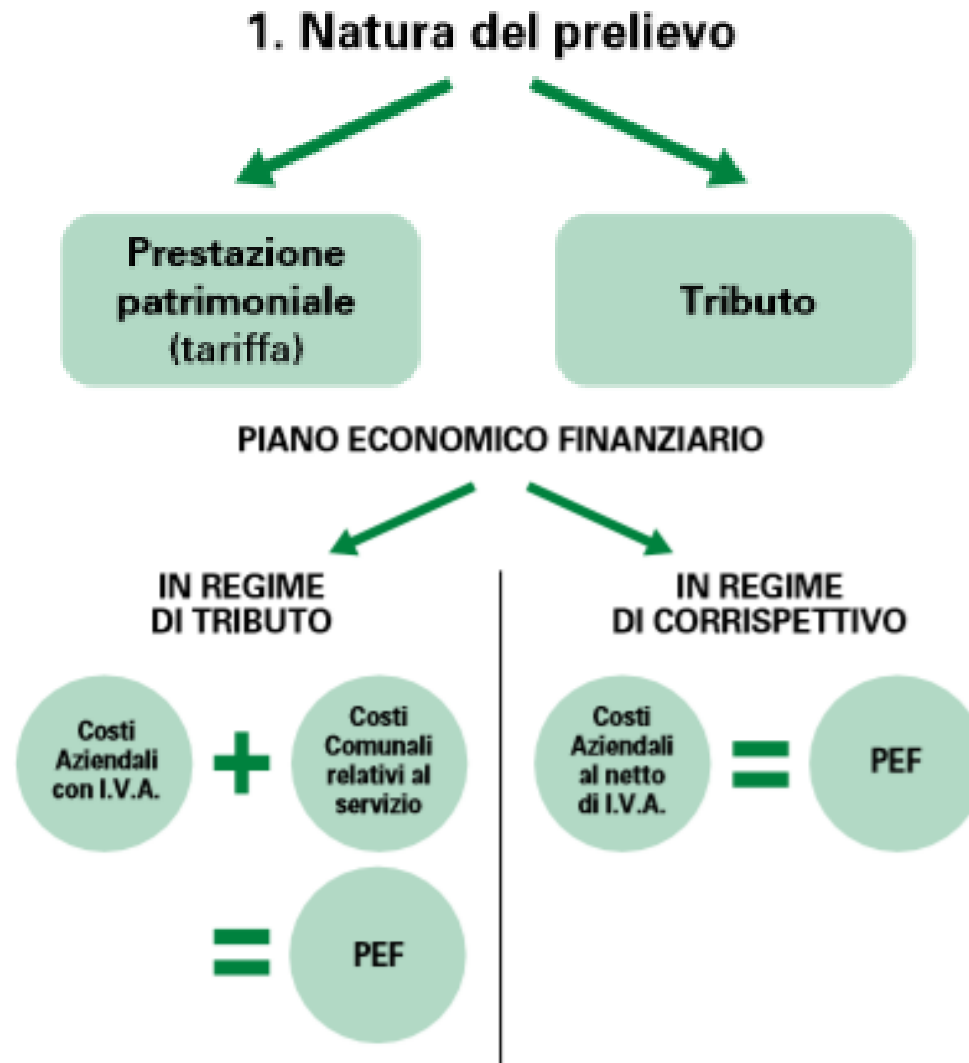 1. Natura del prelievo
Prestazione
patrimoniale
(tariffa)
Tributo
PIANO ECONOMICO FINANZIARIO
IN REGIME
DI TRIBUTO
Costi
Aziendali
con I.V.A.
+
Costi
Comunali
relativi al
servizio
=
PEF
IN REGIME
DI CORRISPETTIVO
Costi
Aziendali
al netto
di I.V.A.
=
PEF